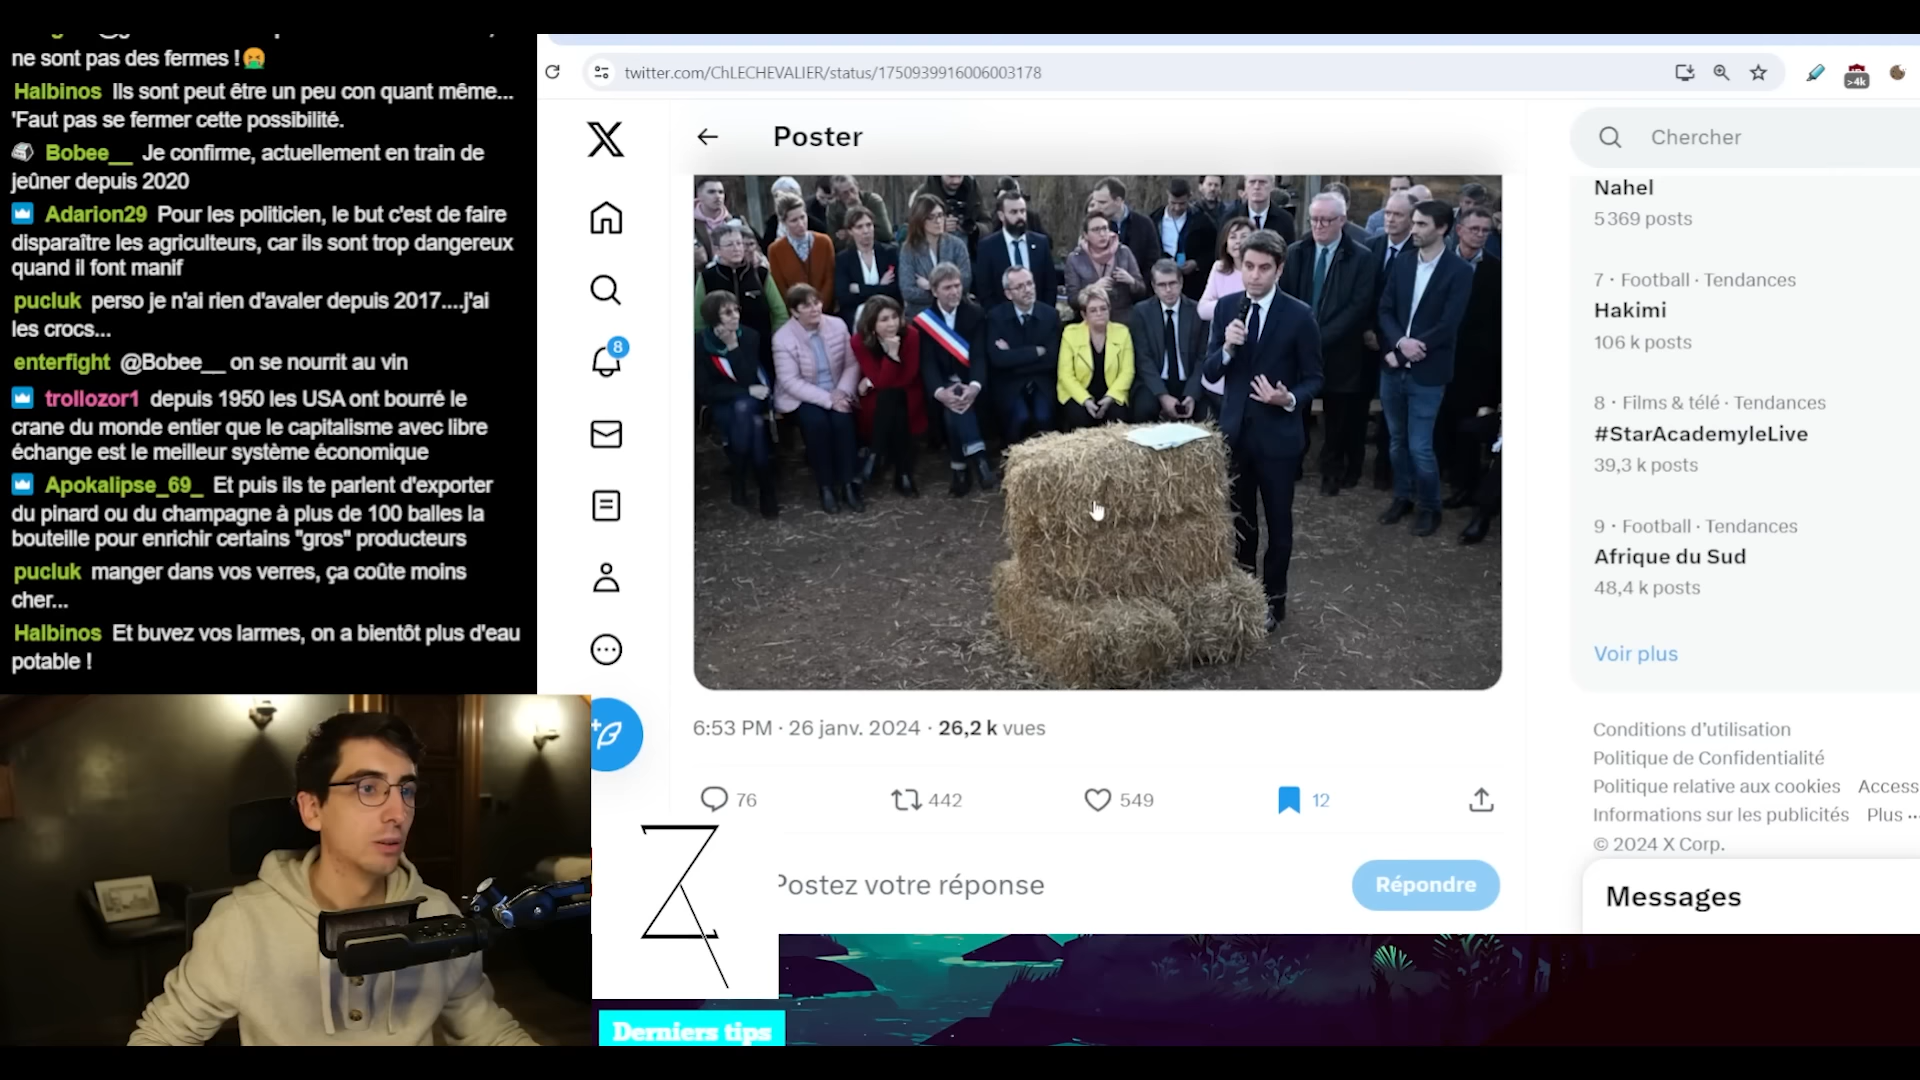 ne sont pas des fermes !
Halbinos Ils sont peut être un peu con quant même...
'Faut pas se fermer cette possibilité.
Bobee__ Je confirme, actuellement en train de
jeûner depuis 2020
Adarion29 Pour les politicien, le but c'est de faire
disparaître les agriculteurs, car ils sont trop dangereux
quand il font manif
pucluk perso je n'ai rien d'avaler depuis 2017....j'ai
les crocs...
enterfight @Bobee__ on se nourrit au vin
trollozor1 depuis 1950 les USA ont bourré le
crane du monde entier que le capitalisme avec libre
échange est le meilleur système économique
Apokalipse_69_ Et puis ils te parlent d'exporter
du pinard ou du champagne à plus de 100 balles la
bouteille pour enrichir certains "gros" producteurs
pucluk manger dans vos verres, ça coûte moins
cher...
Halbinos Et buvez vos larmes, on a bientôt plus d'eau
potable !
twitter.com/ChLECHEVALIER/status/1750939916006003178
>4k
Poster
8
6:53 PM · 26 janv. 2024 · 26,2 k vues
76 442 549 12
Postez votre réponse
Répondre
Chercher
Nahel
5 369 posts
7 · Football · Tendances
Hakimi
106 k posts
8 · Films & télé · Tendances
#StarAcademyleLive
39,3 k posts
9 · Football · Tendances
Afrique du Sud
48,4 k posts
Voir plus
Conditions d'utilisation
Politique de Confidentialité
Politique relative aux cookies Access
Informations sur les publicités Plus ...
© 2024 X Corp.
Messages
Derniers tips